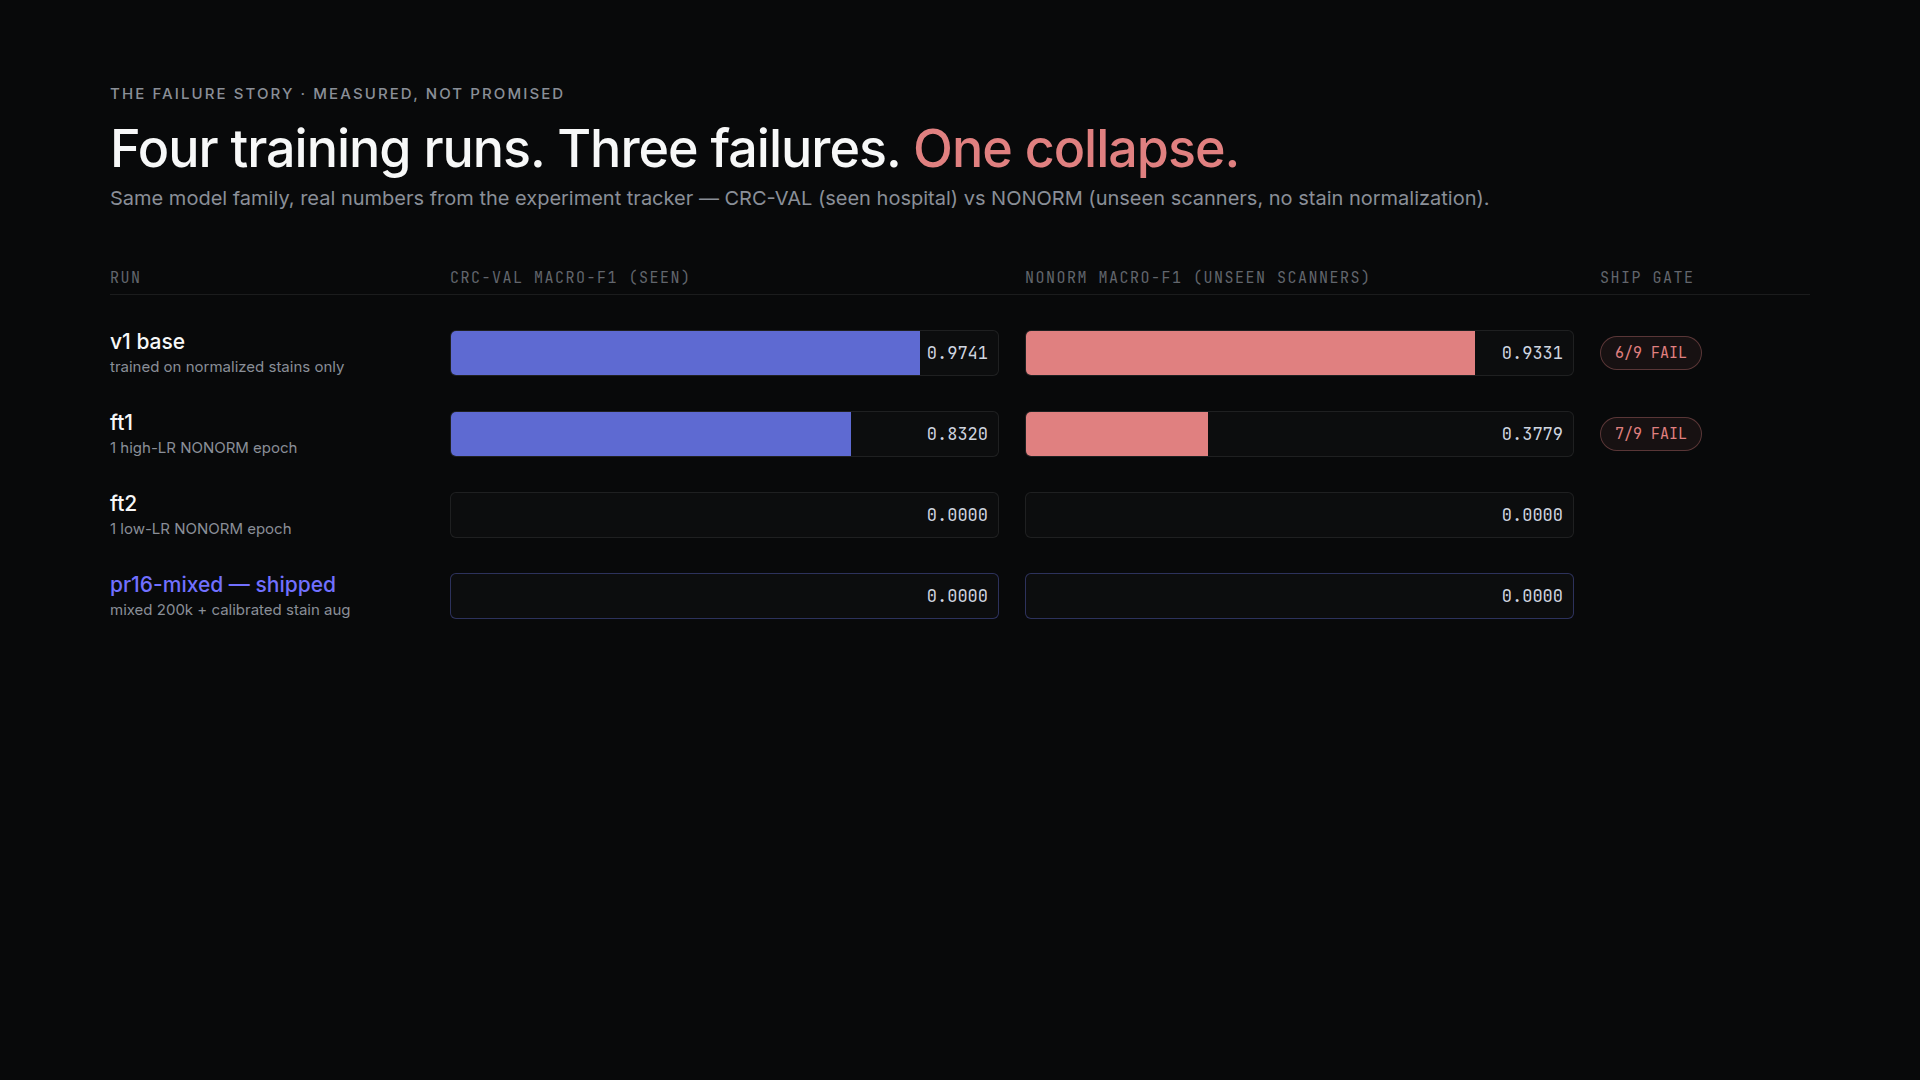 THE FAILURE STORY · MEASURED, NOT PROMISED
Four training runs. Three failures. One collapse.
Same model family, real numbers from the experiment tracker — CRC-VAL (seen hospital) vs NONORM (unseen scanners, no stain normalization).
RUN CRC-VAL MACRO-F1 (SEEN) NONORM MACRO-F1 (UNSEEN SCANNERS) SHIP GATE
v1 base 0.9741 0.9331 6/9 FAIL
trained on normalized stains only
ft1 0.8320 0.3779 7/9 FAIL
1 high-LR NONORM epoch
ft2 0.0000 0.0000
1 low-LR NONORM epoch
pr16-mixed — shipped 0.0000 0.0000
mixed 200k + calibrated stain aug